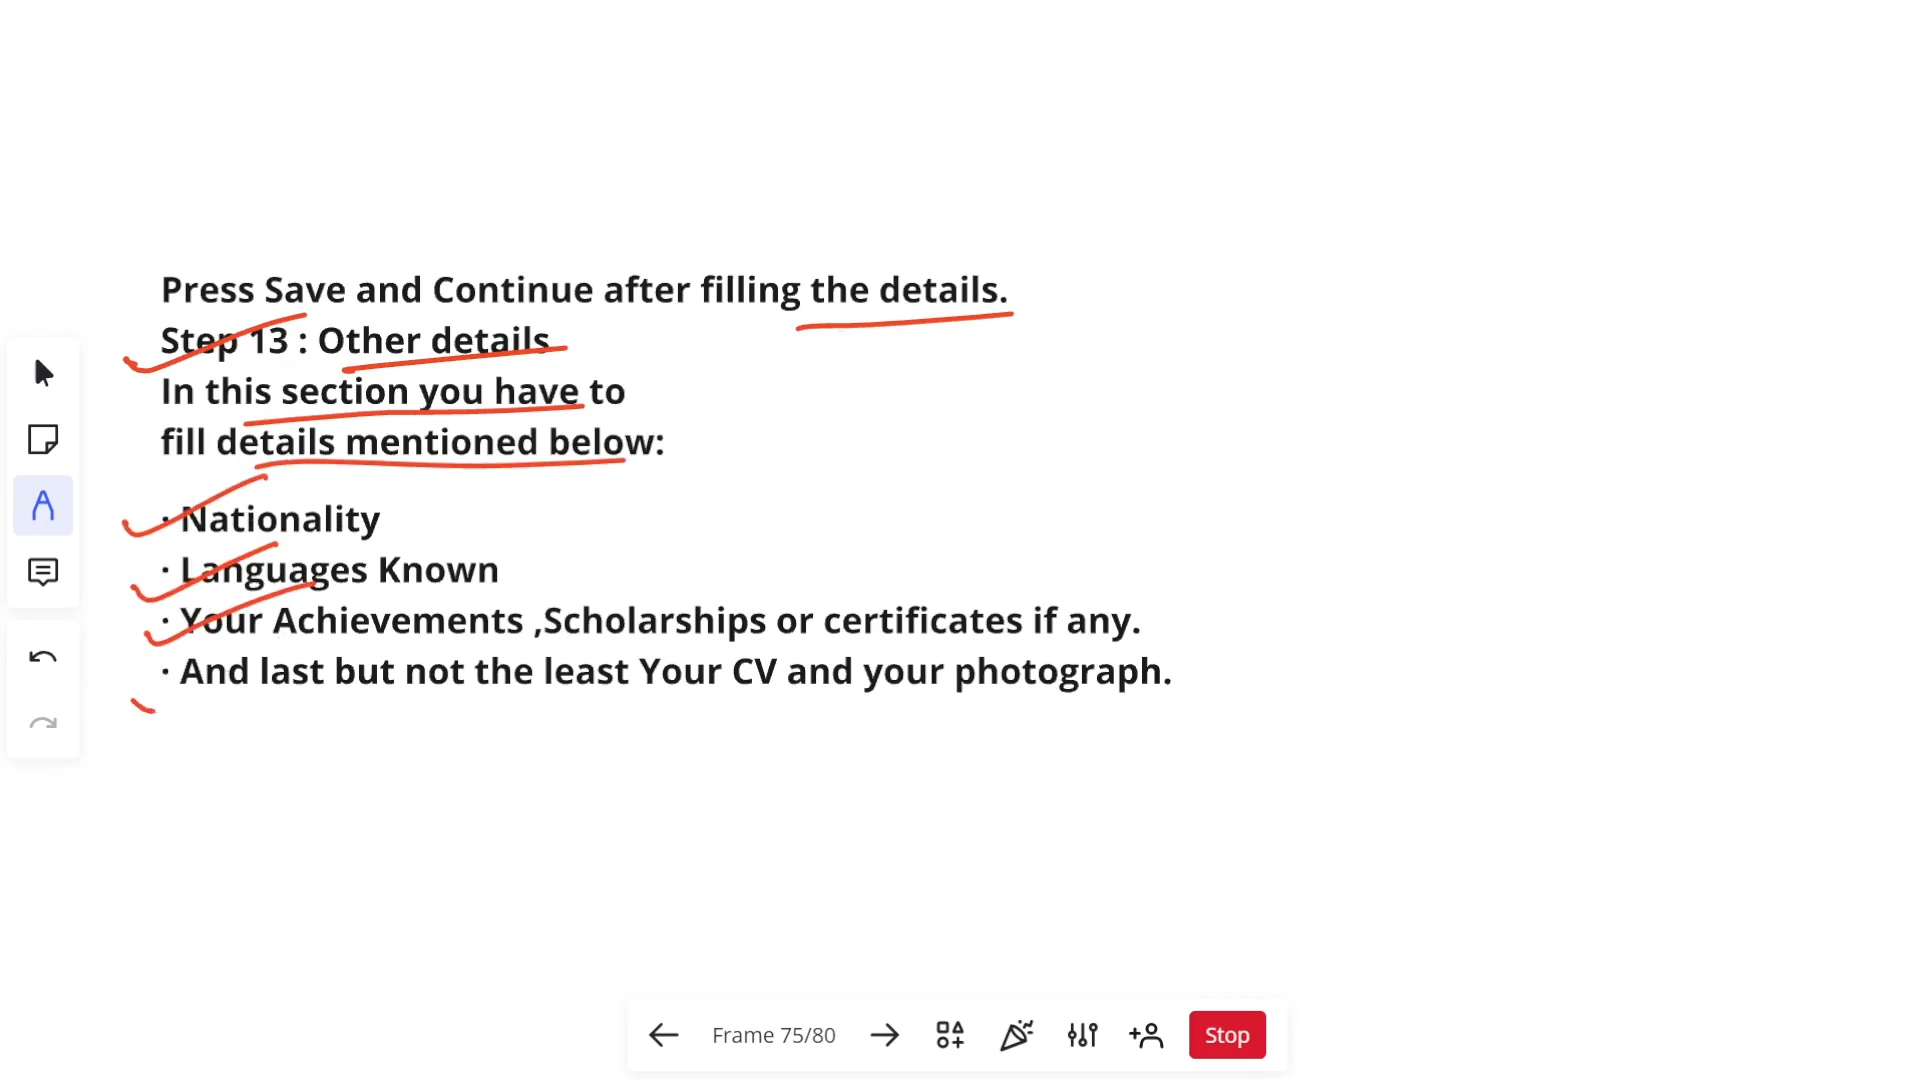 Press Save and Continue after filling the details.
Step 13 : Other details
In this section you have to
fill details mentioned below:
· Nationality
· Languages Known
· Your Achievements ,Scholarships or certificates if any.
· And last but not the least Your CV and your photograph.
Frame 75/80
Stop